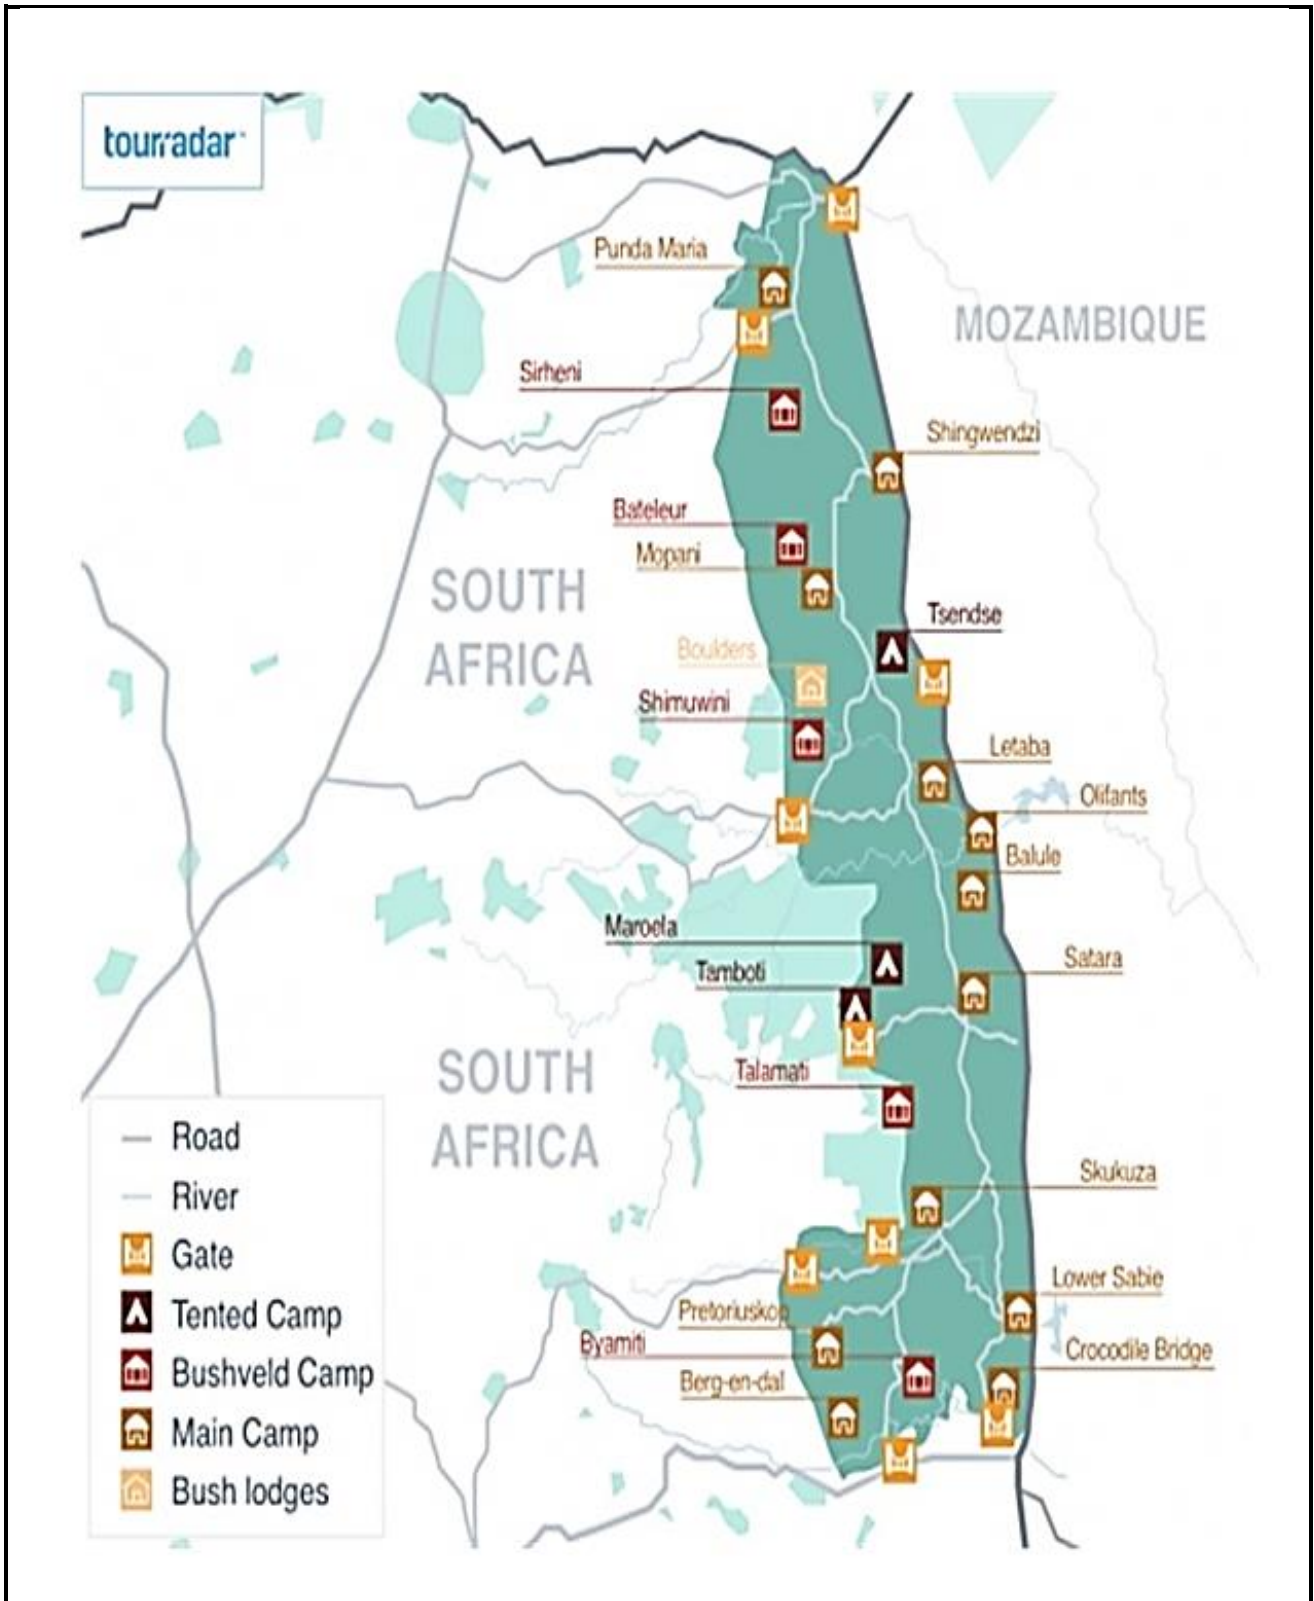 tourradar
Punda Maria
MOZAMBIQUE
Sirheni
Shingwendzi
Bateleur
Mopani
SOUTH
AFRICA
Tsendse
Boulders
Shimuwini
Letaba
Olifants
Balule
Maroela
Satara
Tamboti
SOUTH
AFRICA
Talamati
Skukuza
Lower Sabie
Pretoriuskop
Byamiti
Crocodile Bridge
Berg-en-dal
Road
River
Gate
Tented Camp
Bushveld Camp
Main Camp
Bush lodges